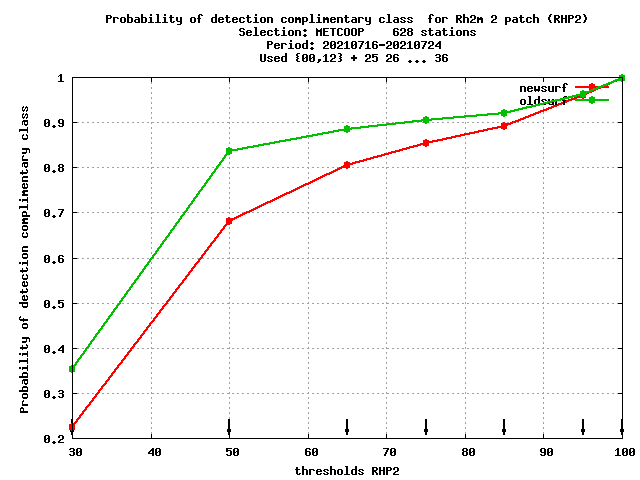 Probability of detection complimentary class  for Rh2m 2 patch (RHP2)
Selection: METCOOP    628 stations
Period: 20210716-20210724
Used {00,12} + 25 26 ... 36
newsurf
oldsurf
Probability of detection complimentary class
1
0.9
0.8
0.7
0.6
0.5
0.4
0.3
0.2
30 40 50 60 70 80 90 100
thresholds RHP2